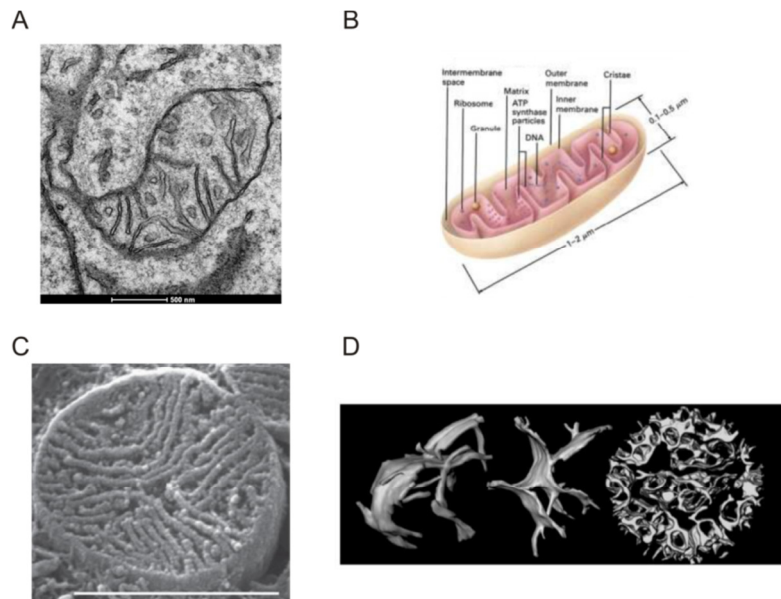 A
B
500 nm
Intermembrane
space
Ribosome
Granule
Matrix
ATP
synthase
particles
DNA
Outer
membrane
Inner
membrane
Cristae
0.1–0.5 μm
1–2 μm
C
D